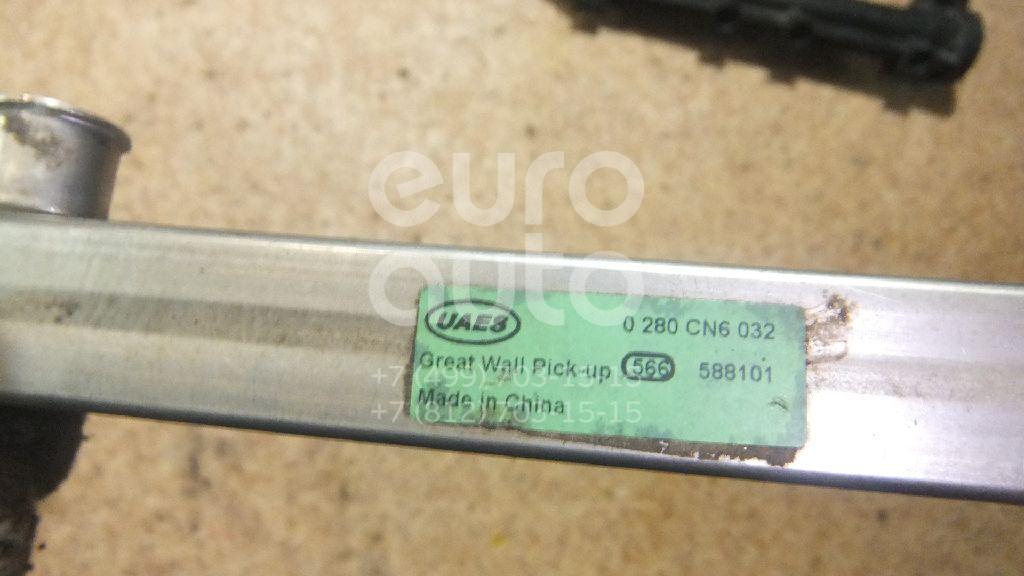 euro
auto
UAES 0 280 CN6 032
Great Wall Pick-up 566 588101
Made in China